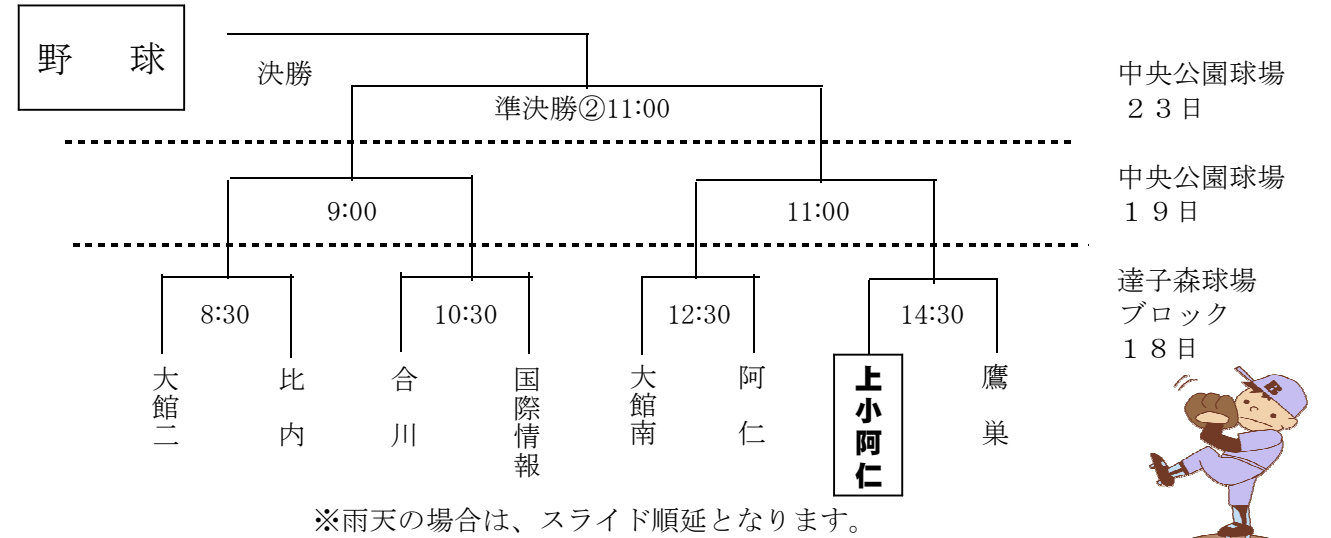 野　球
決勝
中央公園球場
準決勝②11:00
２３日
中央公園球場
9:00
11:00
１９日
達子森球場
8:30
10:30
12:30
14:30
ブロック
１８日
大館二
比内
合川
国際情報
大館南
阿仁
上小阿仁
鷹巣
B
※雨天の場合は、スライド順延となります。